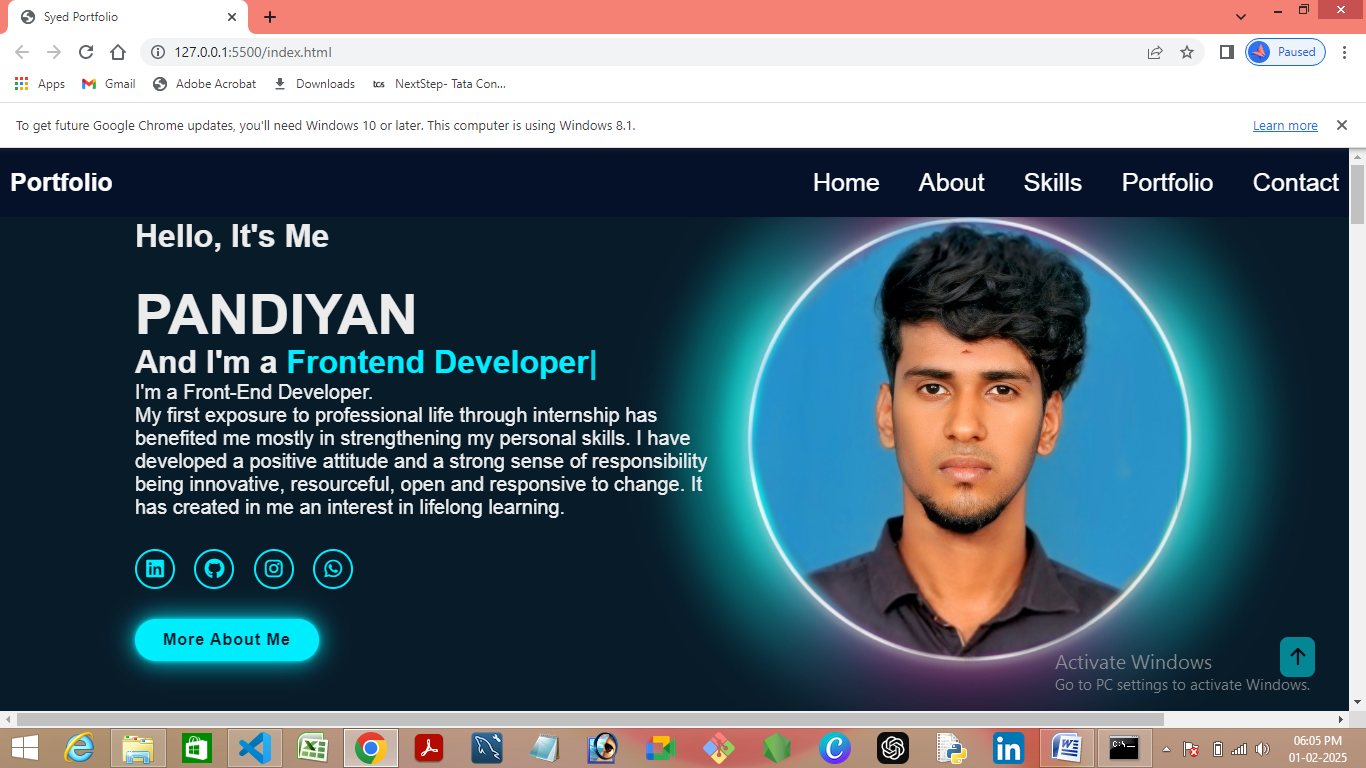 Syed Portfolio
127.0.0.1:5500/index.html
Paused
Apps
Gmail
Adobe Acrobat
Downloads
tcs
NextStep- Tata Con...
To get future Google Chrome updates, you'll need Windows 10 or later. This computer is using Windows 8.1.
Learn more
Portfolio
Home
About
Skills
Portfolio
Contact
Hello, It's Me
PANDIYAN
And I'm a Frontend Developer|
I'm a Front-End Developer.
My first exposure to professional life through internship has
benefited me mostly in strengthening my personal skills. I have
developed a positive attitude and a strong sense of responsibility
being innovative, resourceful, open and responsive to change. It
has created in me an interest in lifelong learning.
in
More About Me
Activate Windows
Go to PC settings to activate Windows.
in
W
C:\_
06:05 PM
01-02-2025